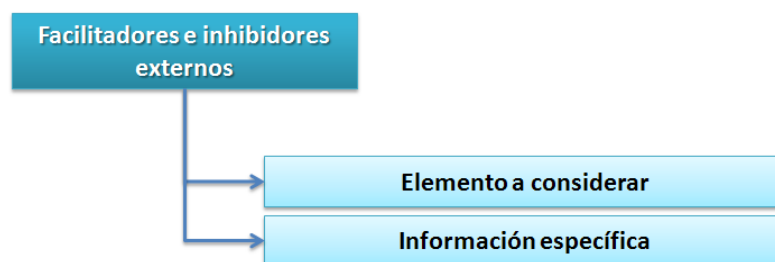 Facilitadores e inhibidores
externos
Elemento a considerar
Información específica